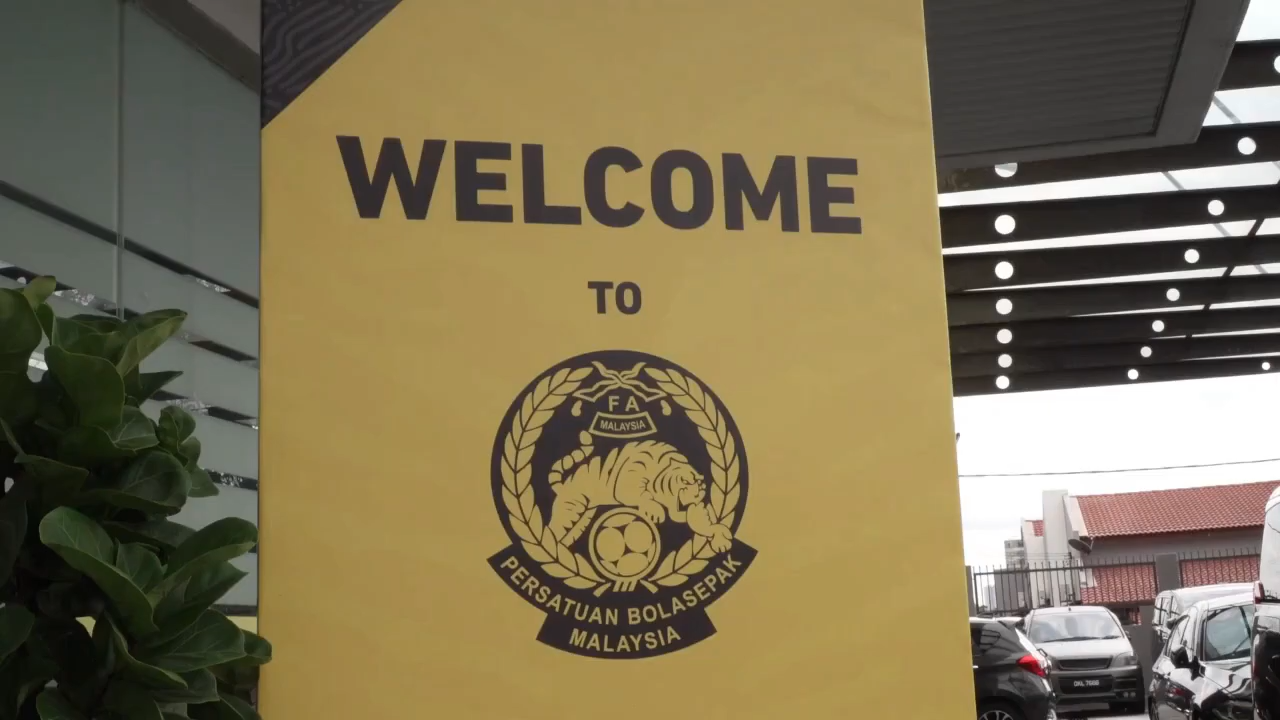 WELCOME
TO
FA
MALAYSIA
PERSATUAN BOLASEPAK
MALAYSIA